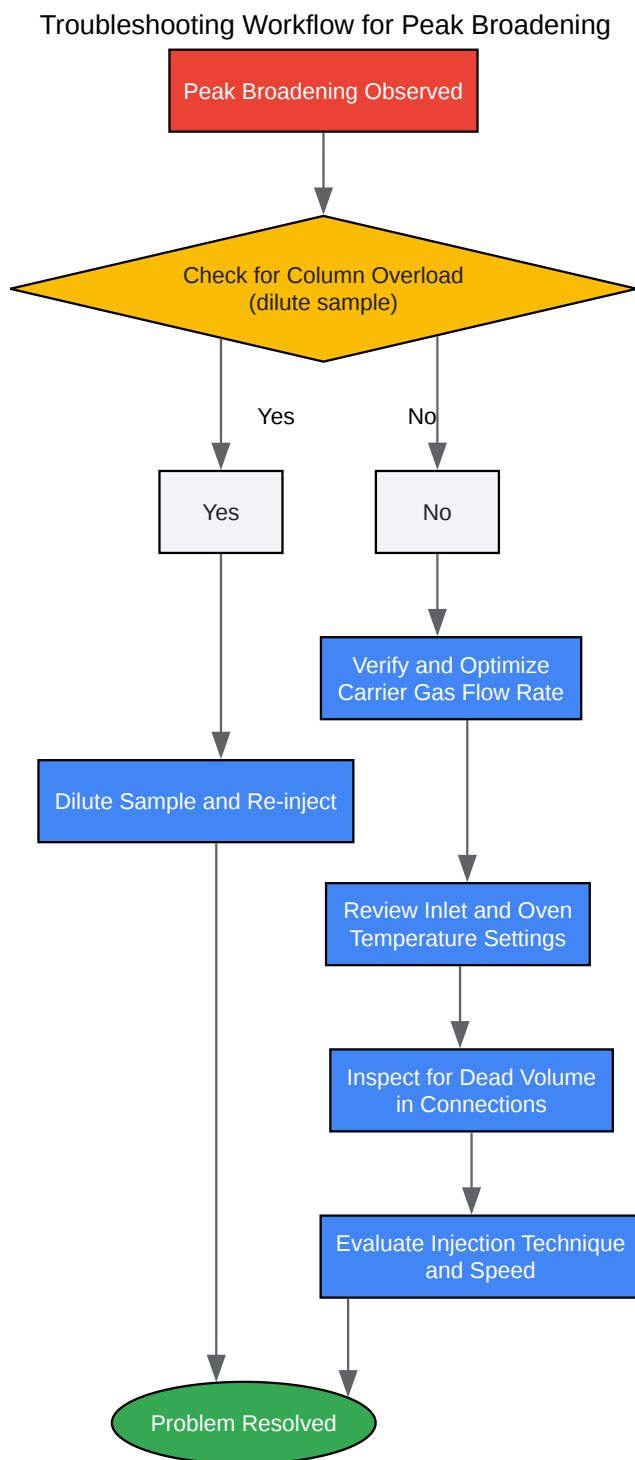 Troubleshooting Workflow for Peak Broadening
Peak Broadening Observed
Check for Column Overload
(dilute sample)
Yes
No
Yes
No
Verify and Optimize
Carrier Gas Flow Rate
Dilute Sample and Re-inject
Review Inlet and Oven
Temperature Settings
Inspect for Dead Volume
in Connections
Evaluate Injection Technique
and Speed
Problem Resolved